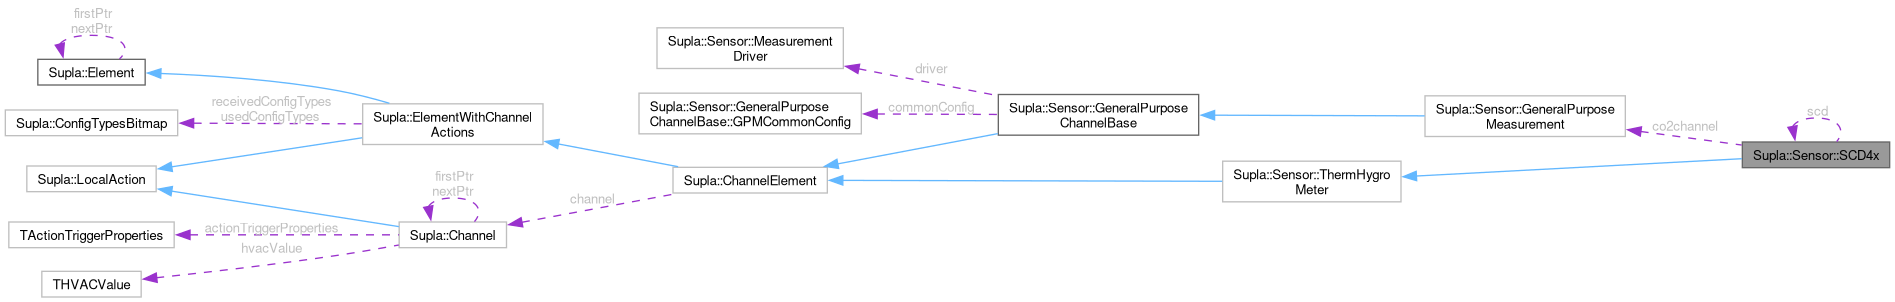 firstPtr
nextPtr
Supla::Element
Supla::Sensor::Measurement
Driver
driver
receivedConfigTypes
usedConfigTypes
Supla::ConfigTypesBitmap
Supla::ElementWithChannel
Actions
Supla::Sensor::GeneralPurpose
ChannelBase::GPMCommonConfig
commonConfig
Supla::Sensor::GeneralPurpose
ChannelBase
Supla::Sensor::GeneralPurpose
Measurement
co2channel
scd
Supla::Sensor::SCD4x
Supla::LocalAction
firstPtr
nextPtr
Supla::ChannelElement
channel
Supla::Sensor::ThermHygro
Meter
TActionTriggerProperties
actionTriggerProperties
Supla::Channel
hvacValue
THVACValue